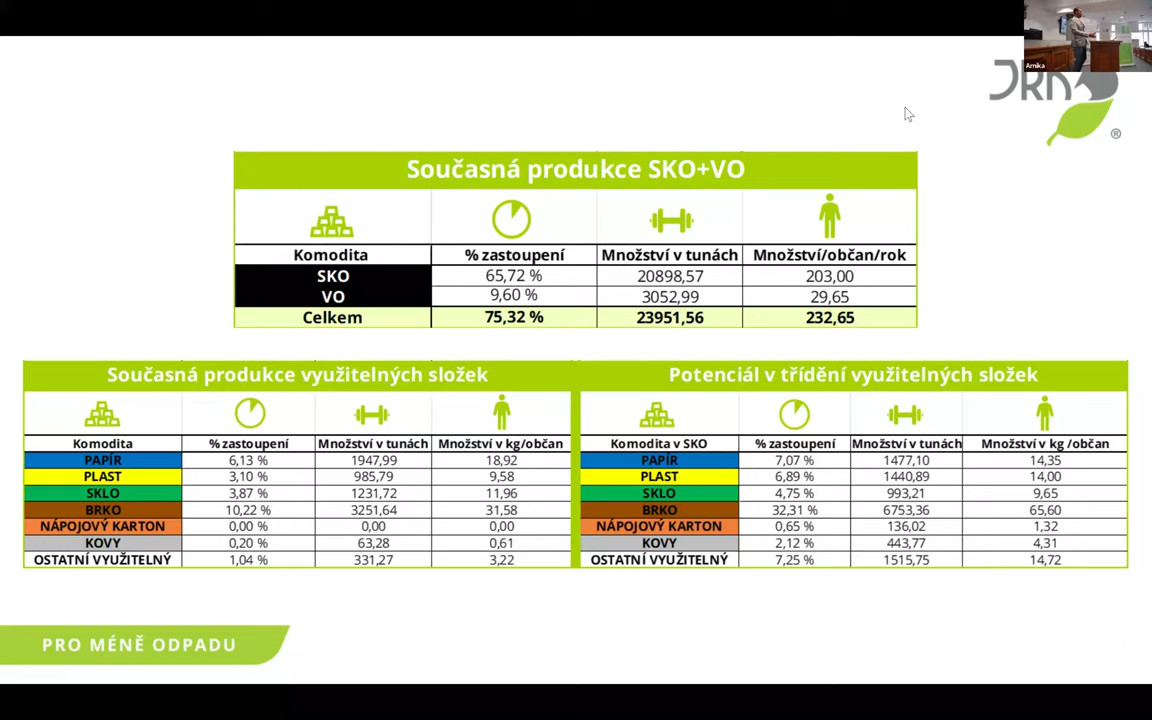 Arnika
JRK
®
Současná produkce SKO+VO
Komodita % zastoupení Množství v tunách Množství/občan/rok
SKO 65,72 % 20898,57 203,00
VO 9,60 % 3052,99 29,65
Celkem 75,32 % 23951,56 232,65
Současná produkce využitelných složek
Komodita % zastoupení Množství v tunách Množství v kg/občan
PAPÍR 6,13 % 1947,99 18,92
PLAST 3,10 % 985,79 9,58
SKLO 3,87 % 1231,72 11,96
BRKO 10,22 % 3251,64 31,58
NÁPOJOVÝ KARTON 0,00 % 0,00 0,00
KOVY 0,20 % 63,28 0,61
OSTATNÍ VYUŽITELNÝ 1,04 % 331,27 3,22
Potenciál v třídění využitelných složek
Komodita v SKO % zastoupení Množství v tunách Množství v kg /občan
PAPÍR 7,07 % 1477,10 14,35
PLAST 6,89 % 1440,89 14,00
SKLO 4,75 % 993,21 9,65
BRKO 32,31 % 6753,36 65,60
NÁPOJOVÝ KARTON 0,65 % 136,02 1,32
KOVY 2,12 % 443,77 4,31
OSTATNÍ VYUŽITELNÝ 7,25 % 1515,75 14,72
PRO MÉNĚ ODPADU